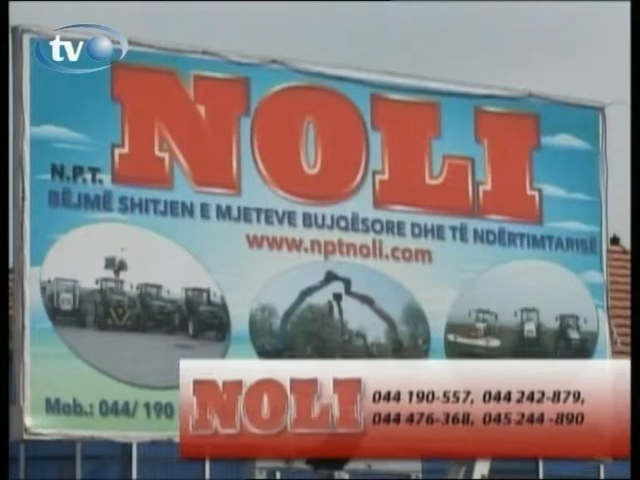 tv
NOLI
N.P.T.
BËJMË SHITJEN E MJETEVE BUJQËSORE DHE TË NDËRTIMTARISË
www.nptnoli.com
Mob.: 044/ 190
NOLI
044 190-557, 044 242-879,
044 476-368, 045 244-890